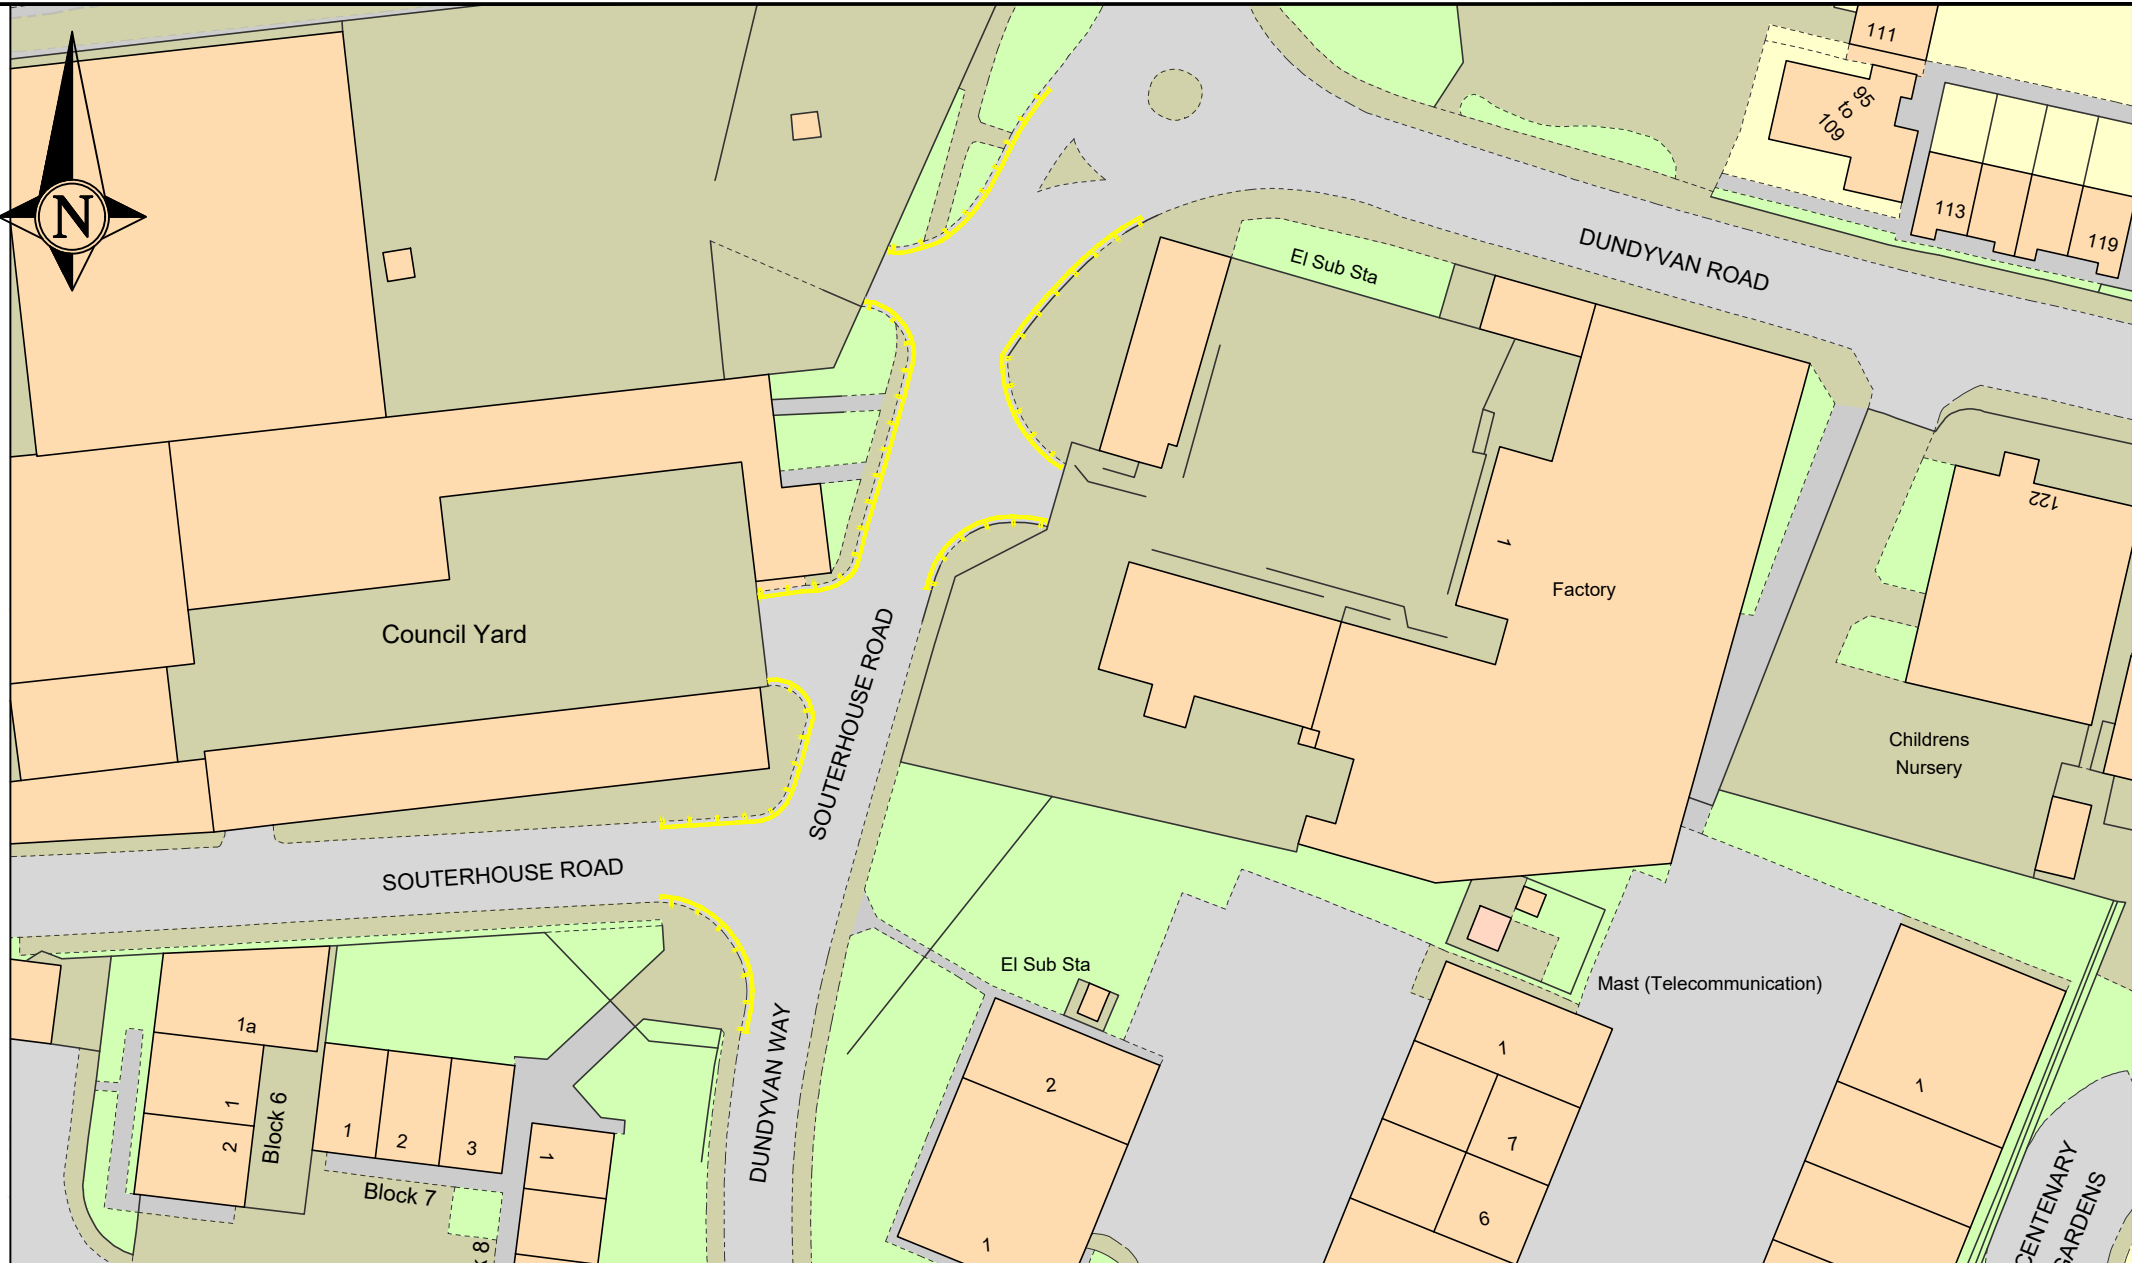 111
95
to
109
N
113
119
DUNDYVAN ROAD
El Sub Sta
122
1
Factory
Council Yard
SOUTERHOUSE ROAD
Childrens
Nursery
SOUTERHOUSE ROAD
El Sub Sta
Mast (Telecommunication)
1a
1
2
Block 6
1
2
3
Block 7
1
DUNDYVAN WAY
2
1
1
7
6
1
CENTENARY
GARDENS
8